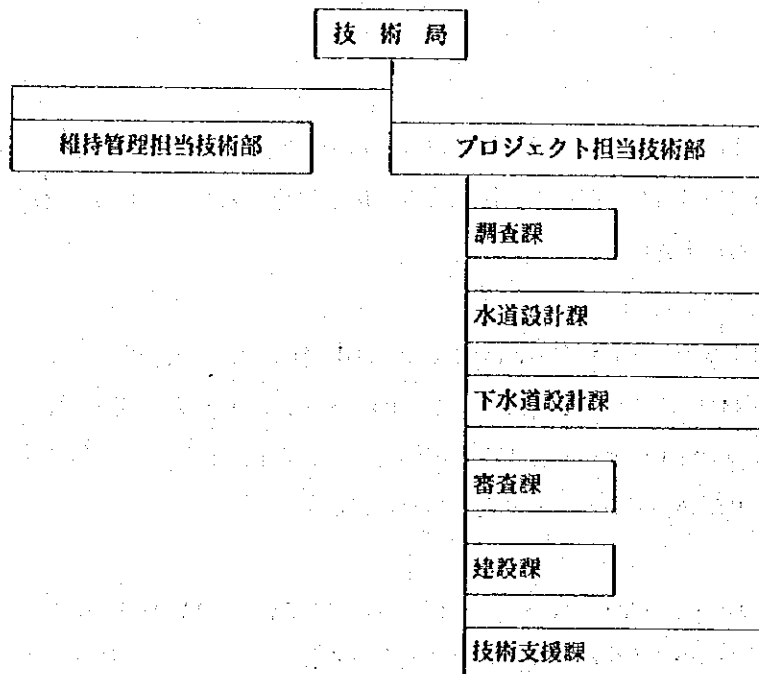 技術局
維持管理担当技術部
プロジェクト担当技術部
調査課
水道設計課
下水道設計課
審査課
建設課
技術支援課